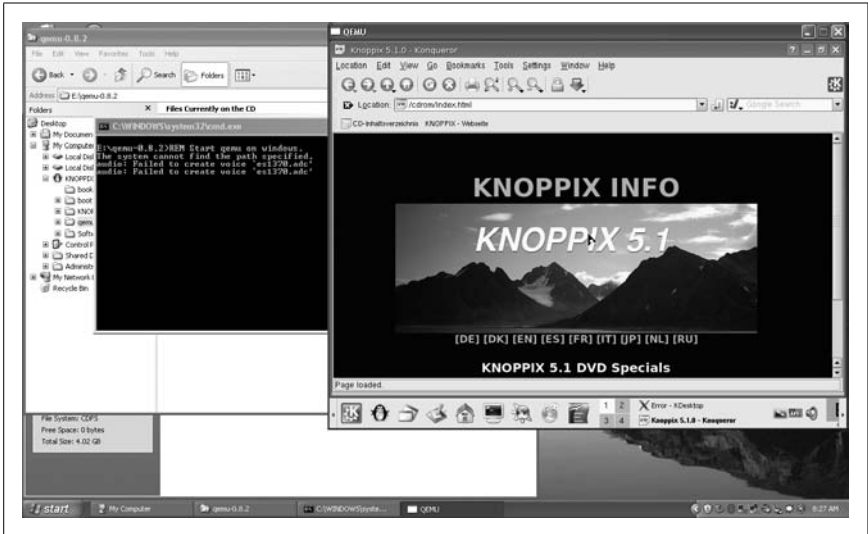 qemu-0.8.2
File Edit View Favorites Tools Help
Back Search Folders
Address E:\qemu-0.8.2
Folders X Files Currently on the CD
Desktop
My Documen
My Computer
Local Disl
Local Disl
KNOPPIX
book
boot
KNOP
qemu
Softw
Control P
Shared D
Administr
My Network
Recycle Bin
C:\WINDOWS\system32\cmd.exe
E:\qemu-0.8.2>REM Start qemu on windows.
The system cannot find the path specified.
audio: Failed to create voice 'es1370.adc'
audio: Failed to create voice 'es1370.adc'
File System: CDFS
Free Space: 0 bytes
Total Size: 4.02 GB
QEMU
Knoppix 5.1.0 - Konqueror
Location Edit View Go Bookmarks Tools Settings Window Help
Location: /cdrom/index.html Google Search
CD-Inhaltsverzeichnis KNOPPIX - Webseite
KNOPPIX INFO
KNOPPIX 5.1
[DE] [DK] [EN] [ES] [FR] [IT] [JP] [NL] [RU]
KNOPPIX 5.1 DVD Specials
Page loaded.
1 2 Error - KDesktop
3 4 Knoppix 5.1.0 - Konqueror
start My Computer qemu-0.8.2 C:\WINDOWS\syste... QEMU 8:27 AM